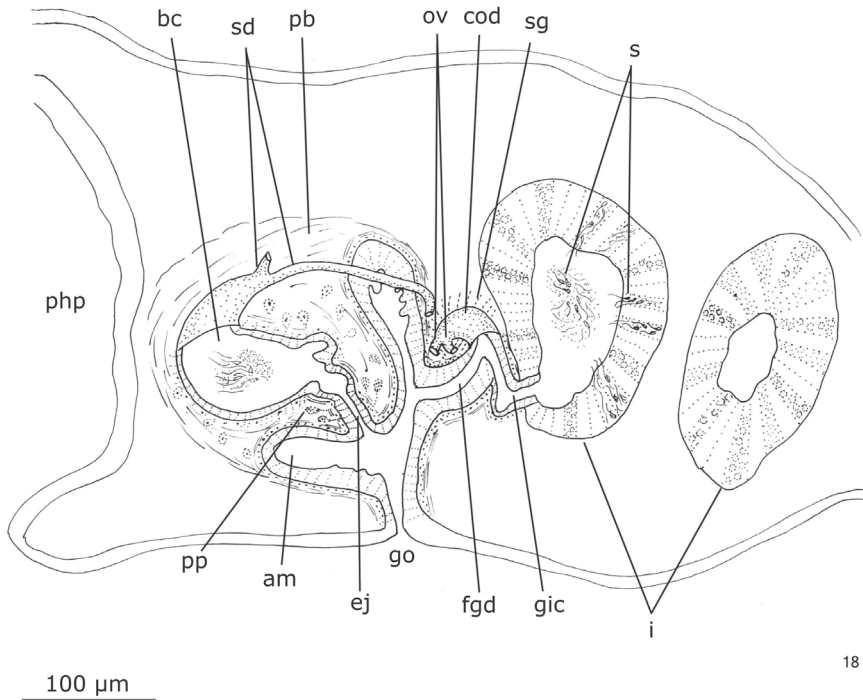 bc sd pb ov cod sg s
php
pp am ej go fgd gic i
18
100 µm